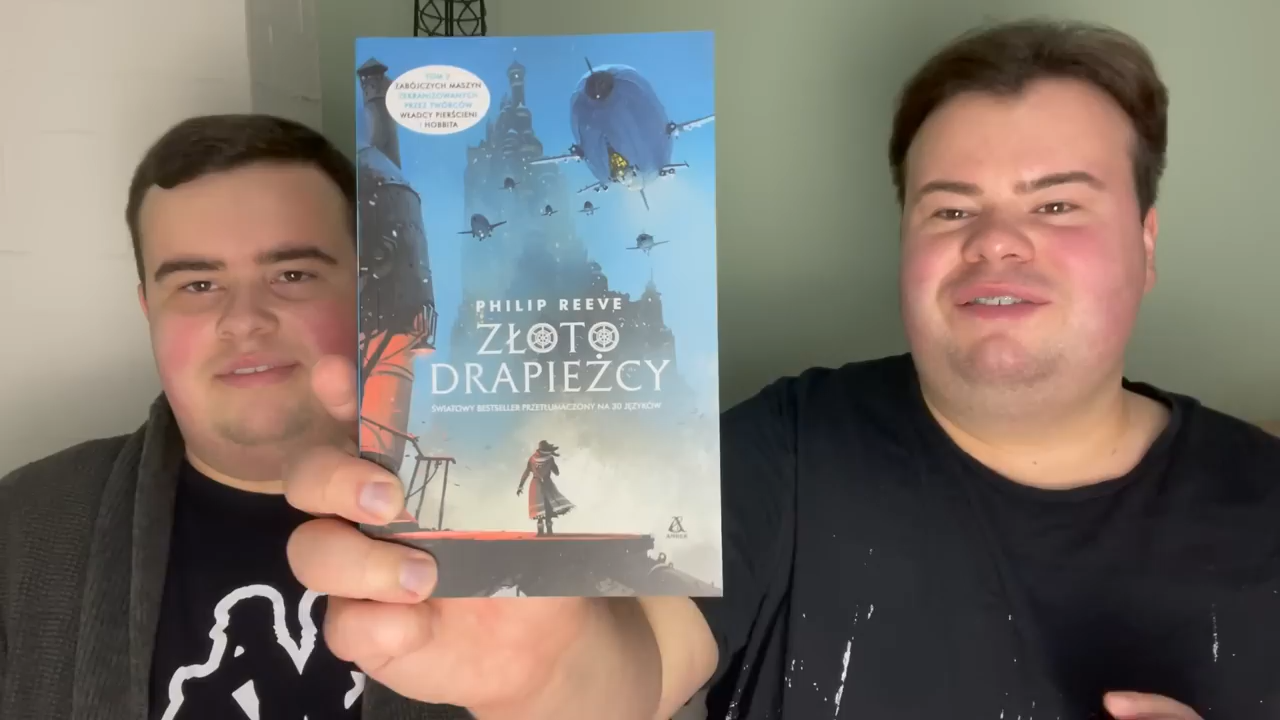 TOM 2
ZABÓJCZYCH MASZYN
ZEKRANIZOWANYCH
PRZEZ TWÓRCÓW
WŁADCY PIERŚCIENI
I HOBBITA
PHILIP REEVE
ZŁOTO
DRAPIEŻCY
ŚWIATOWY BESTSELLER PRZETŁUMACZONY NA 30 JĘZYKÓW
AMBER